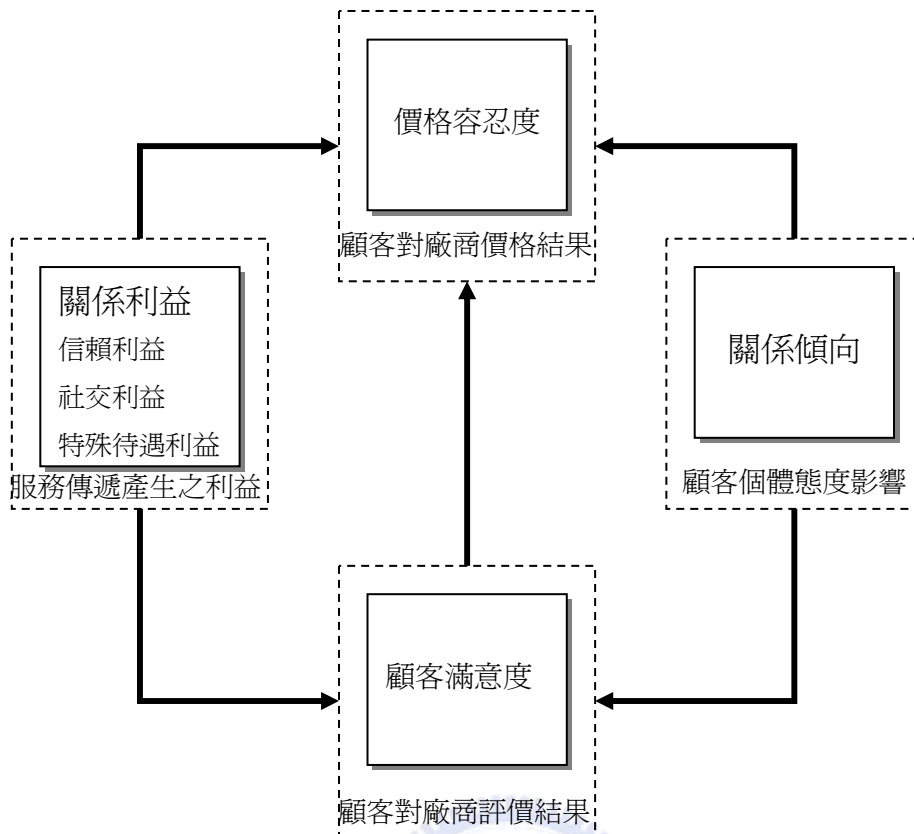 價格容忍度
顧客對廠商價格結果
關係利益
信賴利益
社交利益
特殊待遇利益
服務傳遞產生之利益
關係傾向
顧客個體態度影響
顧客滿意度
顧客對廠商評價結果